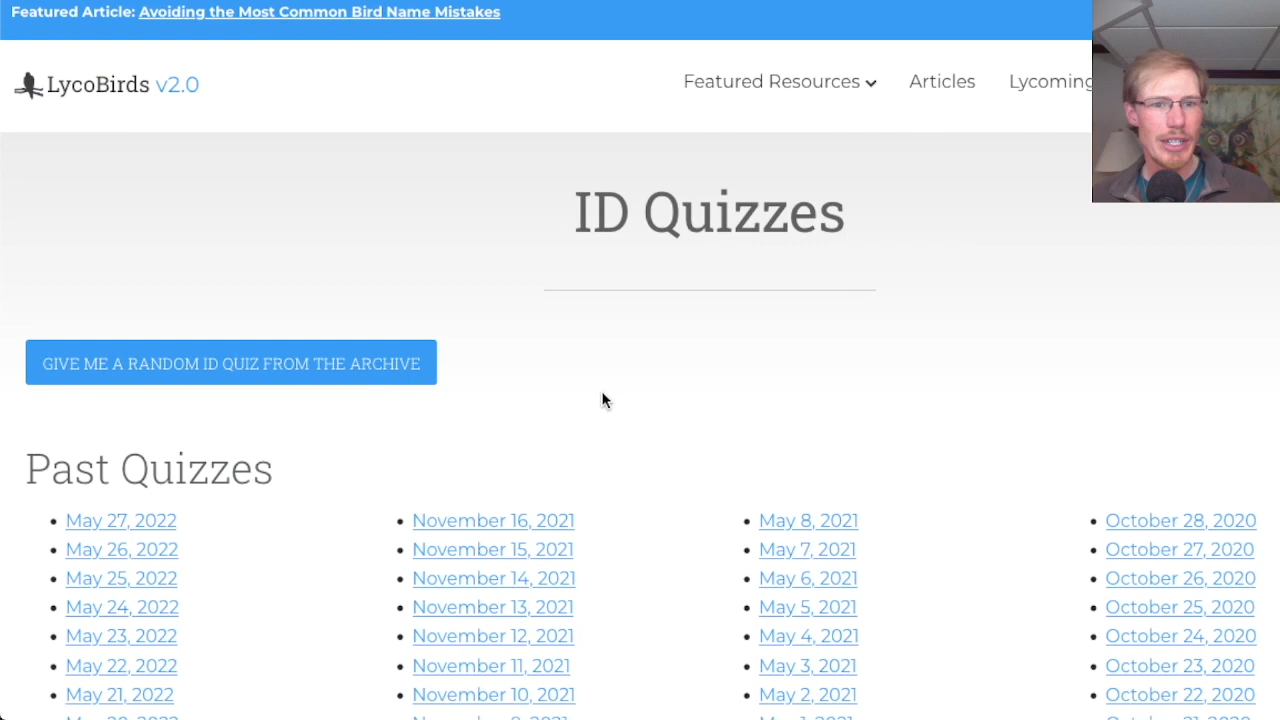 Featured Article: Avoiding the Most Common Bird Name Mistakes
LycoBirds v2.0
Featured Resources
Articles
Lycoming
ID Quizzes
GIVE ME A RANDOM ID QUIZ FROM THE ARCHIVE
Past Quizzes
May 27, 2022
May 26, 2022
May 25, 2022
May 24, 2022
May 23, 2022
May 22, 2022
May 21, 2022
November 16, 2021
November 15, 2021
November 14, 2021
November 13, 2021
November 12, 2021
November 11, 2021
November 10, 2021
May 8, 2021
May 7, 2021
May 6, 2021
May 5, 2021
May 4, 2021
May 3, 2021
May 2, 2021
October 28, 2020
October 27, 2020
October 26, 2020
October 25, 2020
October 24, 2020
October 23, 2020
October 22, 2020